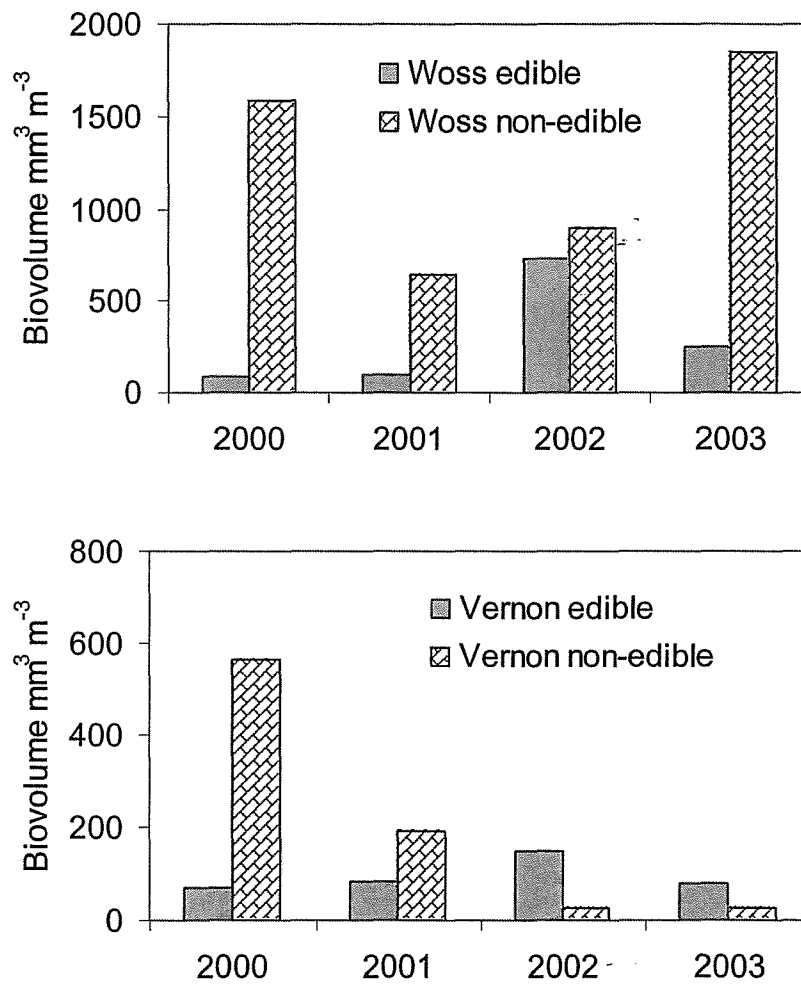 2000
1500
1000
500
0
Biovolume mm³ m⁻³
Woss edible
Woss non-edible
2000 2001 2002 2003
800
600
400
200
0
Biovolume mm³ m⁻³
Vernon edible
Vernon non-edible
2000 2001 2002 2003